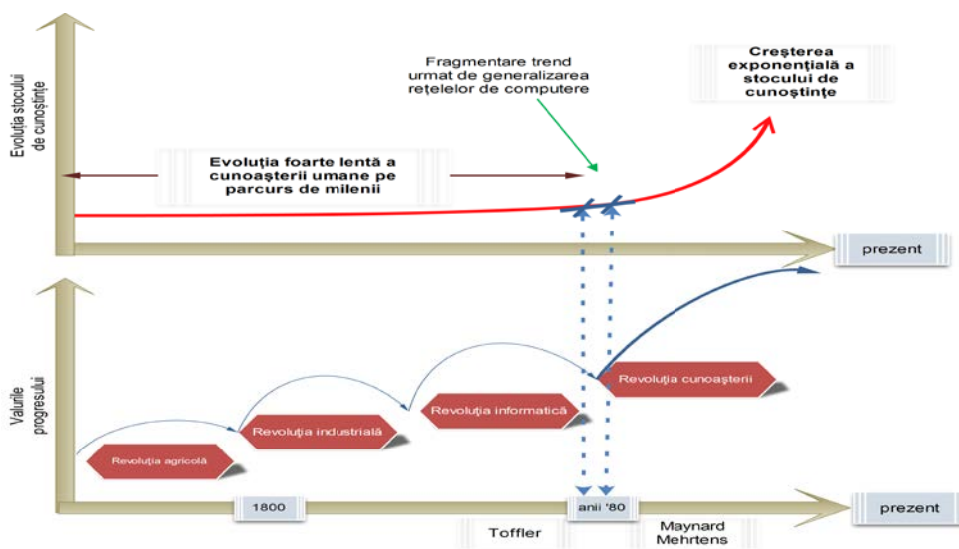 Evoluția stocului
de cunoștințe
Fragmentare trend
urmat de generalizarea
rețelelor de computere
Creșterea
exponențială a
stocului de
cunoștințe
Evoluția foarte lentă a
cunoașterii umane pe
parcurs de milenii
prezent
Valurile
progresului
Revoluția agricolă
Revoluția industrială
Revoluția informatică
Revoluția cunoașterii
1800
anii '80
prezent
Toffler
Maynard
Mehrtens